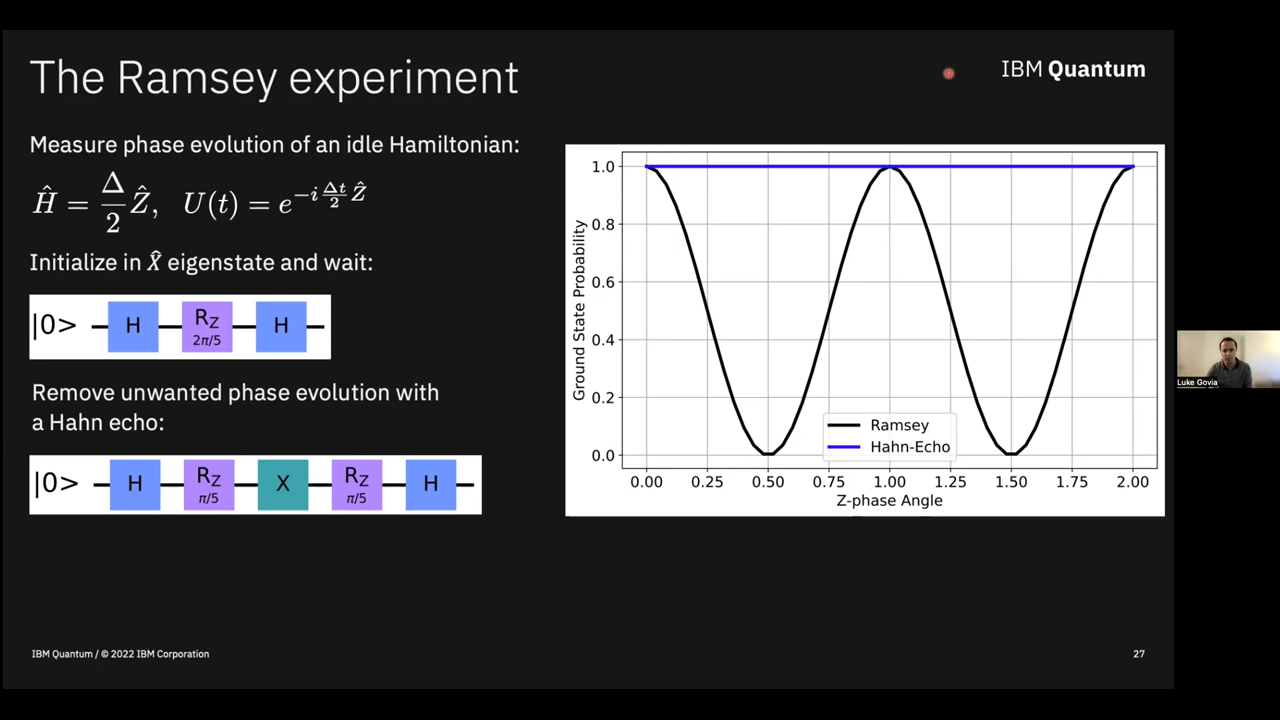 The Ramsey experiment
IBM Quantum
Measure phase evolution of an idle Hamiltonian:
Ĥ = Δ/2 Ẑ, U(t) = e^{-i Δt/2 Ẑ}
Initialize in X̂ eigenstate and wait:
|0> H R_Z 2π/5 H
Remove unwanted phase evolution with
a Hahn echo:
|0> H R_Z π/5 X R_Z π/5 H
Ground State Probability
1.0
0.8
0.6
0.4
0.2
0.0
Ramsey
Hahn-Echo
0.00 0.25 0.50 0.75 1.00 1.25 1.50 1.75 2.00
Z-phase Angle
Luke Govia
IBM Quantum / © 2022 IBM Corporation
27